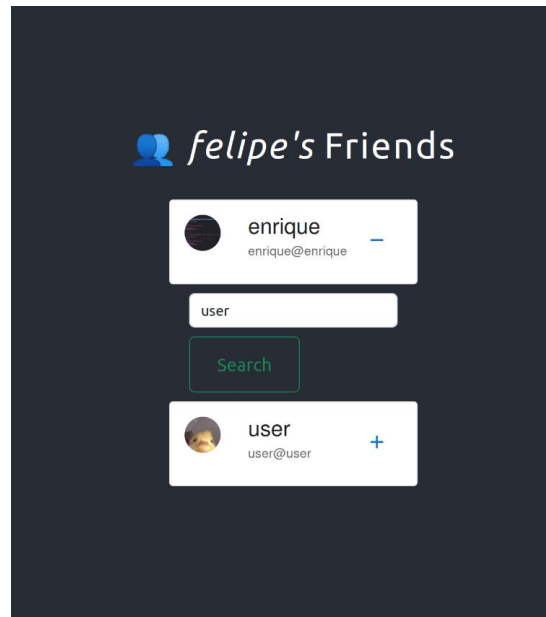 👥 felipe's Friends
enrique
enrique@enrique
−
user
Search
user
user@user
+